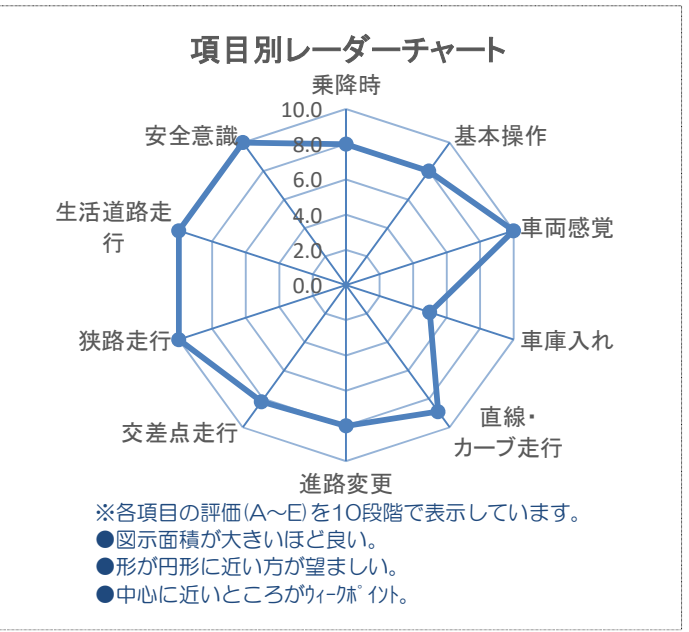 項目別レーダーチャート
乗降時
10.0
安全意識
基本操作
8.0
6.0
生活道路走
行
4.0
車両感覚
2.0
0.0
狭路走行
車庫入れ
交差点走行
直線・
カーブ走行
進路変更
※各項目の評価(A～E)を10段階で表示しています。
●図示面積が大きいほど良い。
●形が円形に近い方が望ましい。
●中心に近いところがｳｨｰｸﾎﾟｲﾝﾄ。